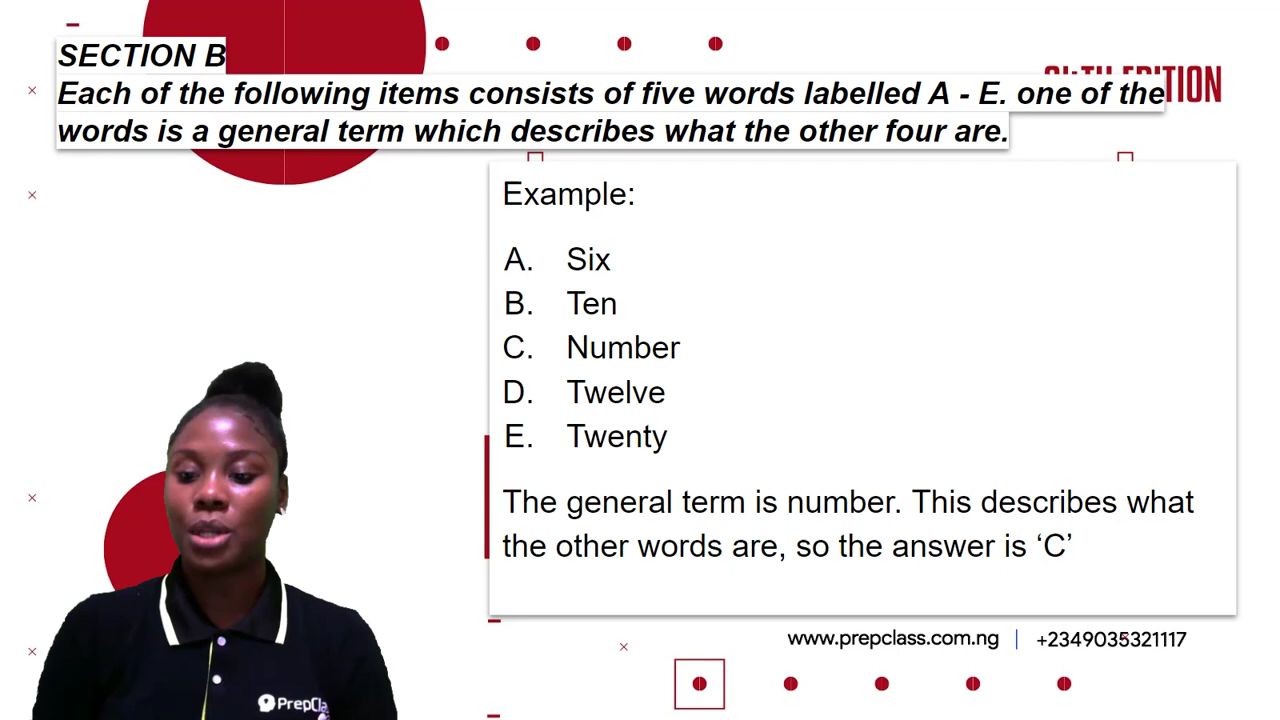 SECTION B
Each of the following items consists of five words labelled A - E. one of the
words is a general term which describes what the other four are.
EDITION
Example:
A. Six
B. Ten
C. Number
D. Twelve
E. Twenty
The general term is number. This describes what
the other words are, so the answer is ‘C’
www.prepclass.com.ng | +2349035321117